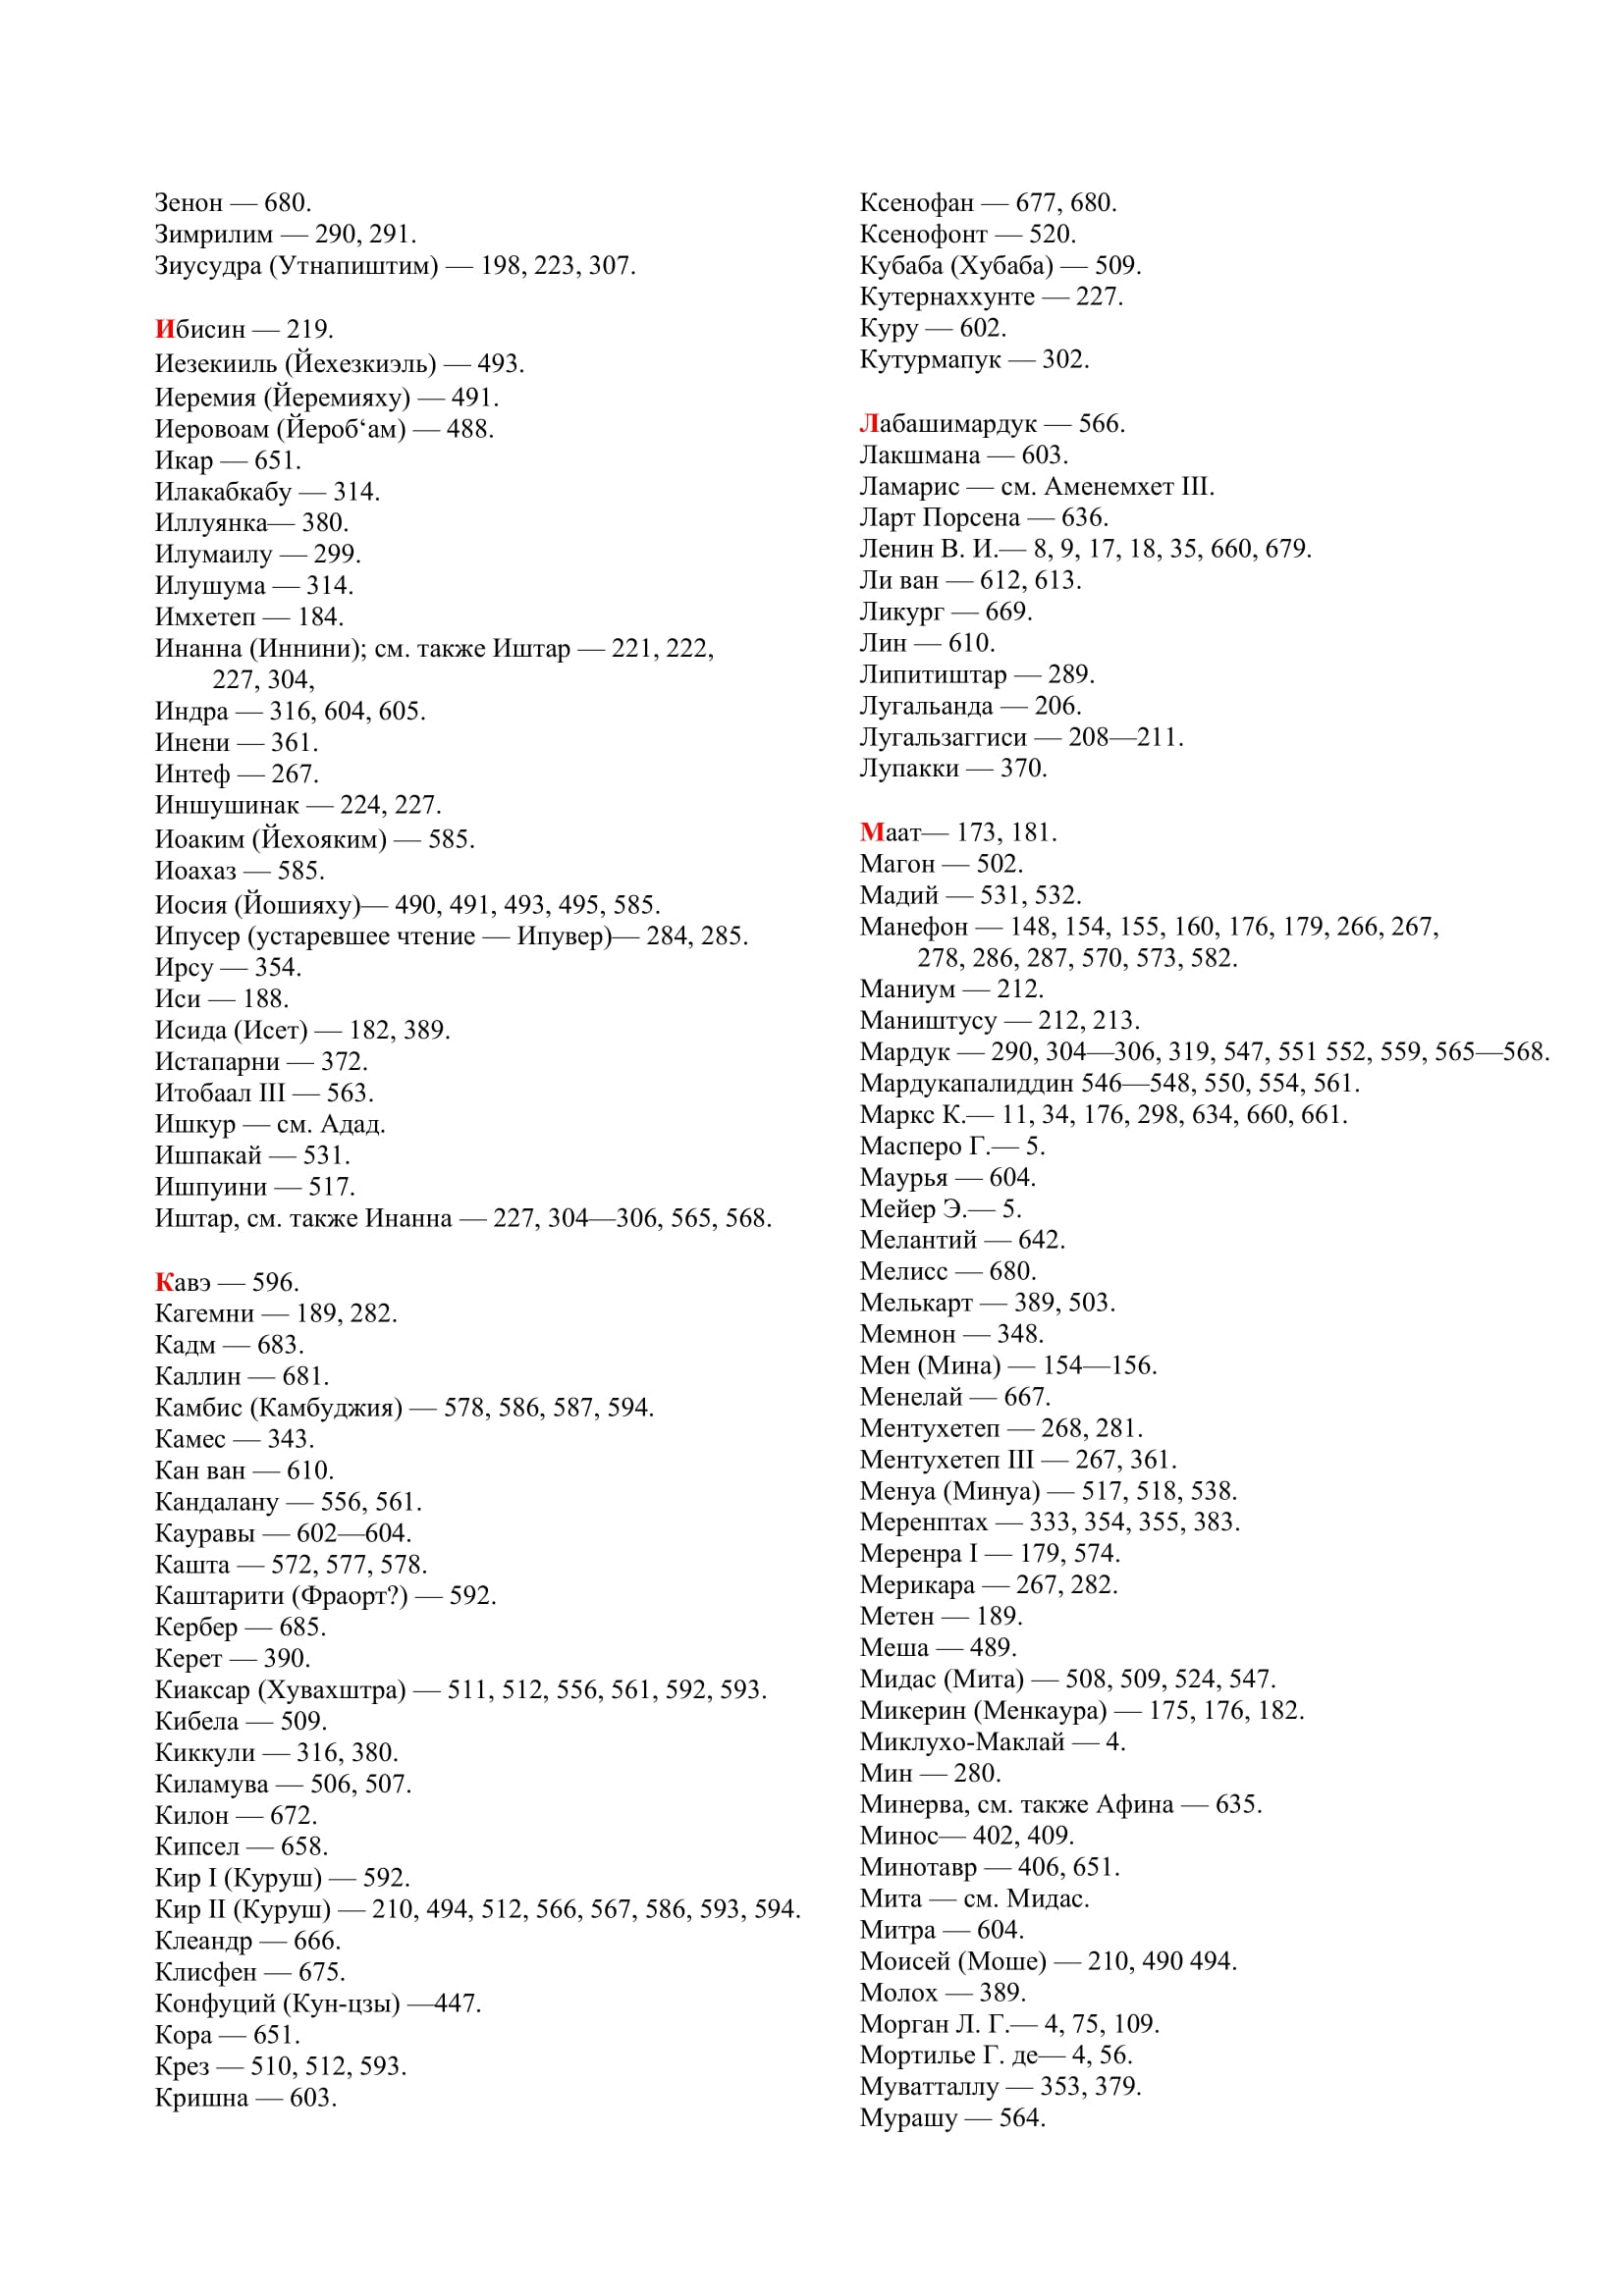 Зенон — 680.
Зимрилим — 290, 291.
Зиусудра (Утнапиштим) — 198, 223, 307.
Ибисин — 219.
Иезекииль (Йехезкиэль) — 493.
Иеремия (Йеремияху) — 491.
Иеровоам (Йероб‘ам) — 488.
Икар — 651.
Илакабкабу — 314.
Иллуянка— 380.
Илумаилу — 299.
Илушума — 314.
Имхетеп — 184.
Инанна (Иннини); см. также Иштар — 221, 222,
227, 304,
Индра — 316, 604, 605.
Инени — 361.
Интеф — 267.
Иншушинак — 224, 227.
Иоаким (Йехояким) — 585.
Иоахаз — 585.
Иосия (Йошияху)— 490, 491, 493, 495, 585.
Ипусер (устаревшее чтение — Ипувер)— 284, 285.
Ирсу — 354.
Иси — 188.
Исида (Исет) — 182, 389.
Истапарни — 372.
Итобаал III — 563.
Ишкур — см. Адад.
Ишпакай — 531.
Ишпуини — 517.
Иштар, см. также Инанна — 227, 304—306, 565, 568.
Кавэ — 596.
Кагемни — 189, 282.
Кадм — 683.
Каллин — 681.
Камбис (Камбуджия) — 578, 586, 587, 594.
Камес — 343.
Кан ван — 610.
Кандалану — 556, 561.
Кауравы — 602—604.
Кашта — 572, 577, 578.
Каштарити (Фраорт?) — 592.
Кербер — 685.
Керет — 390.
Киаксар (Хувахштра) — 511, 512, 556, 561, 592, 593.
Кибела — 509.
Киккули — 316, 380.
Киламува — 506, 507.
Килон — 672.
Кипсел — 658.
Кир I (Куруш) — 592.
Кир II (Куруш) — 210, 494, 512, 566, 567, 586, 593, 594.
Клеандр — 666.
Клисфен — 675.
Конфуций (Кун-цзы) —447.
Кора — 651.
Крез — 510, 512, 593.
Кришна — 603.
Ксенофан — 677, 680.
Ксенофонт — 520.
Кубаба (Хубаба) — 509.
Кутернаххунте — 227.
Куру — 602.
Кутурмапук — 302.
Лабашимардук — 566.
Лакшмана — 603.
Ламарис — см. Аменемхет III.
Ларт Порсена — 636.
Ленин В. И.— 8, 9, 17, 18, 35, 660, 679.
Ли ван — 612, 613.
Ликург — 669.
Лин — 610.
Липитиштар — 289.
Лугальанда — 206.
Лугальзаггиси — 208—211.
Лупакки — 370.
Маат— 173, 181.
Магон — 502.
Мадий — 531, 532.
Манефон — 148, 154, 155, 160, 176, 179, 266, 267,
278, 286, 287, 570, 573, 582.
Маниум — 212.
Маништусу — 212, 213.
Мардук — 290, 304—306, 319, 547, 551 552, 559, 565—568.
Мардукапалиддин 546—548, 550, 554, 561.
Маркс К.— 11, 34, 176, 298, 634, 660, 661.
Масперо Г.— 5.
Маурья — 604.
Мейер Э.— 5.
Мелантий — 642.
Мелисс — 680.
Мелькарт — 389, 503.
Мемнон — 348.
Мен (Мина) — 154—156.
Менелай — 667.
Ментухетеп — 268, 281.
Ментухетеп III — 267, 361.
Менуа (Минуа) — 517, 518, 538.
Меренптах — 333, 354, 355, 383.
Меренра I — 179, 574.
Мерикара — 267, 282.
Метен — 189.
Меша — 489.
Мидас (Мита) — 508, 509, 524, 547.
Микерин (Менкаура) — 175, 176, 182.
Миклухо-Маклай — 4.
Мин — 280.
Минерва, см. также Афина — 635.
Минос— 402, 409.
Минотавр — 406, 651.
Мита — см. Мидас.
Митра — 604.
Моисей (Моше) — 210, 490 494.
Молох — 389.
Морган Л. Г.— 4, 75, 109.
Мортилье Г. де— 4, 56.
Муватталлу — 353, 379.
Мурашу — 564.